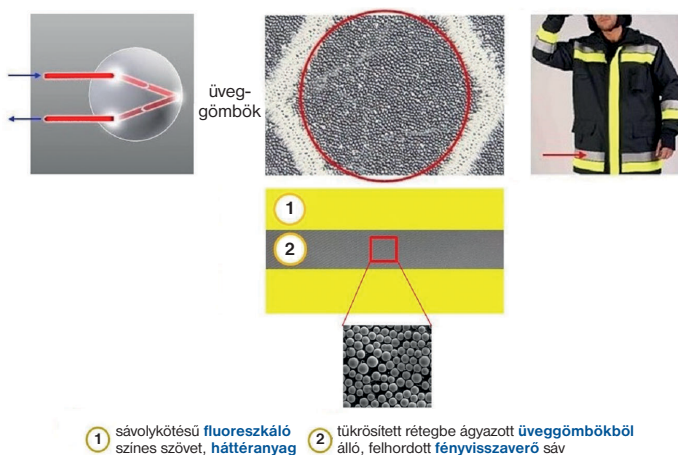 üveg-
gömbök
1
2
1 sávolykötésű fluoreszkáló
színes szövet, háttéranyag
2 tükrösített rétegbe ágyazott üveggömbökből
álló, felhordott fényvisszaverő sáv